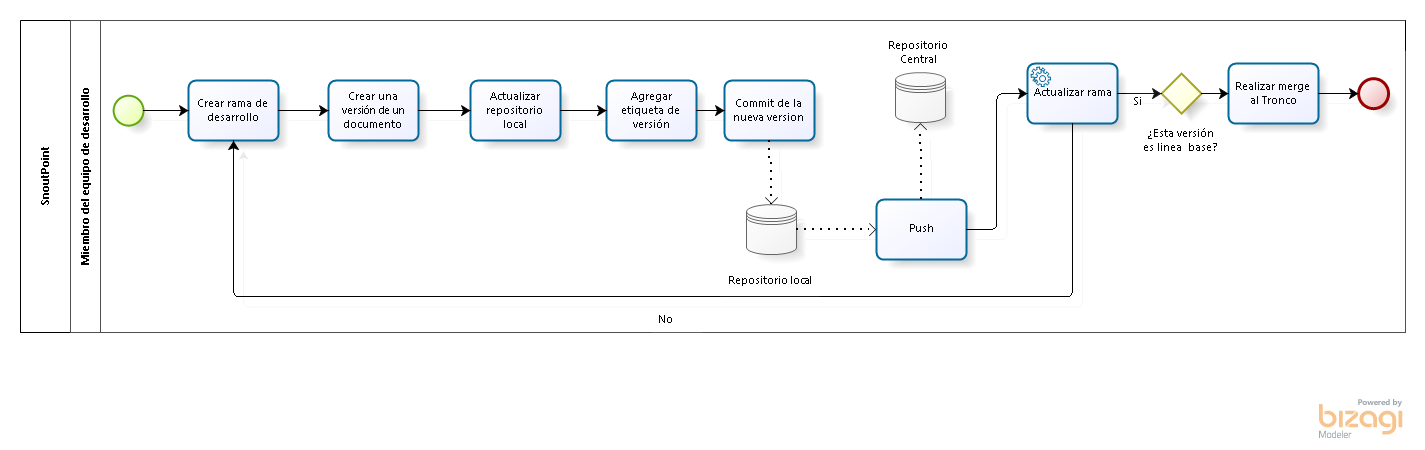 SnoutPoint
Miembro del equipo de desarrollo
Crear rama de
desarrollo
Crear una
versión de un
documento
Actualizar
repositorio
local
Agregar
etiqueta de
versión
Commit de la
nueva version
Repositorio local
Push
Repositorio
Central
Actualizar rama
Si
¿Esta versión
es linea base?
Realizar merge
al Tronco
No
Powered by
bizagi
Modeler